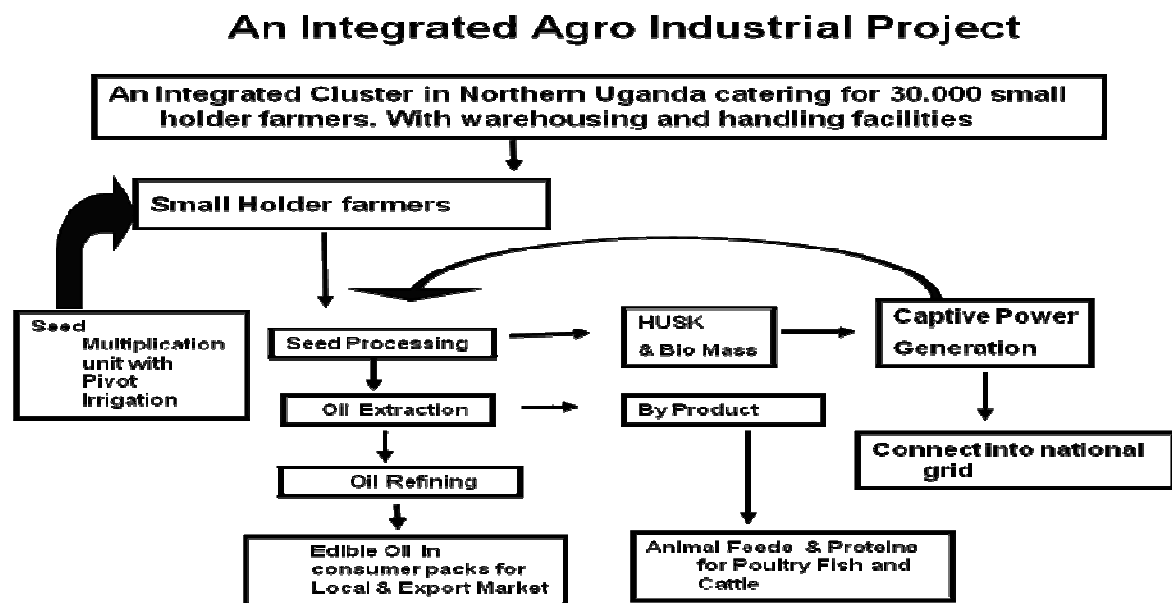 An Integrated Agro Industrial Project
An Integrated Cluster in Northern Uganda catering for 30.000 small
holder farmers. With warehousing and handling facilities
Small Holder farmers
Seed
Multiplication
unit with
Pivot
Irrigation
Seed Processing
HUSK
& Bio Mass
Captive Power
Generation
Oil Extraction
By Product
Connect into national
grid
Oil Refining
Edible Oil In
consumer packs for
Local & Export Market
Animal Feede & Proteins
for Poultry Fish and
Cattle